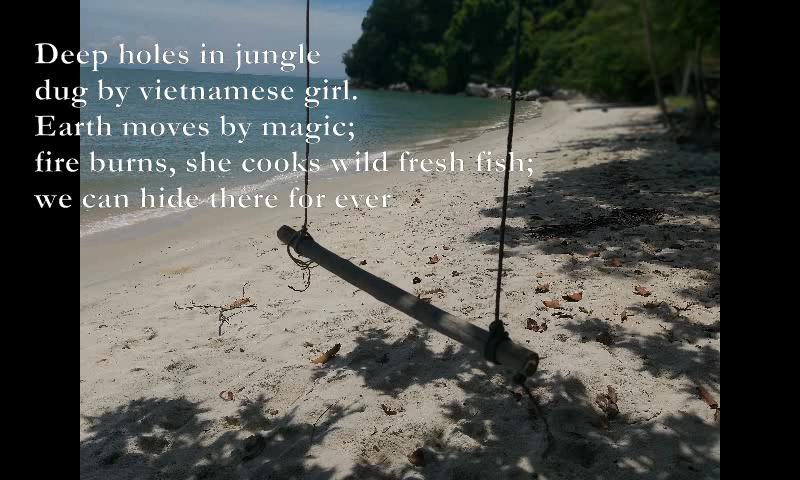 Deep holes in jungle
dug by vietnamese girl.
Earth moves by magic;
fire burns, she cooks wild fresh fish;
we can hide there for ever